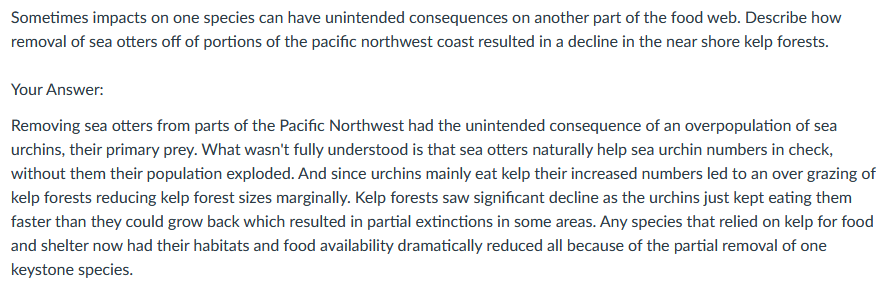 Sometimes impacts on one species can have unintended consequences on another part of the food web. Describe how
removal of sea otters off of portions of the pacific northwest coast resulted in a decline in the near shore kelp forests.
Your Answer:
Removing sea otters from parts of the Pacific Northwest had the unintended consequence of an overpopulation of sea
urchins, their primary prey. What wasn't fully understood is that sea otters naturally help sea urchin numbers in check,
without them their population exploded. And since urchins mainly eat kelp their increased numbers led to an over grazing of
kelp forests reducing kelp forest sizes marginally. Kelp forests saw significant decline as the urchins just kept eating them
faster than they could grow back which resulted in partial extinctions in some areas. Any species that relied on kelp for food
and shelter now had their habitats and food availability dramatically reduced all because of the partial removal of one
keystone species.